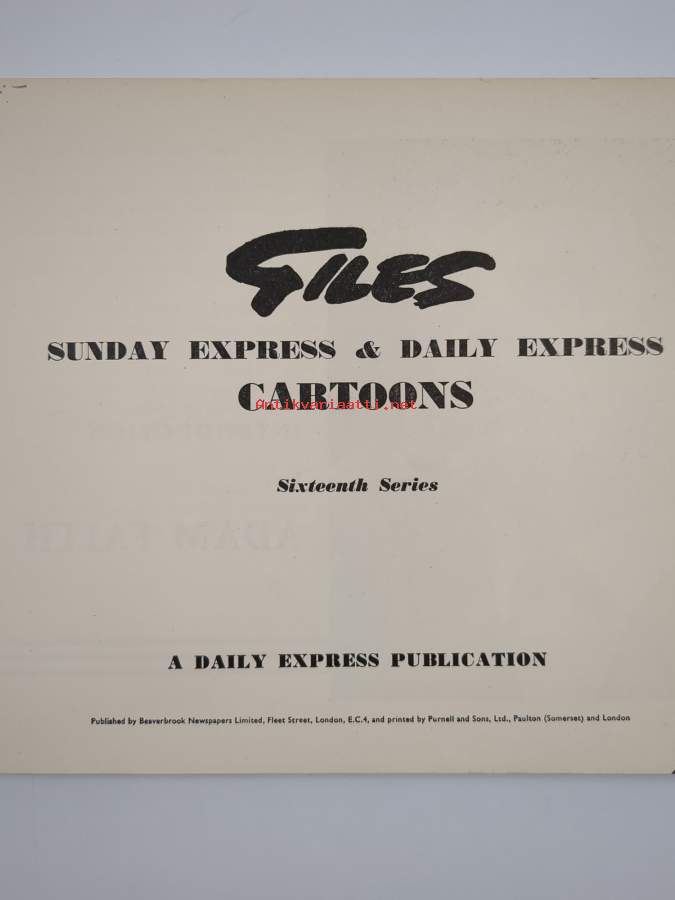 GILES
SUNDAY EXPRESS & DAILY EXPRESS
CARTOONS
Antikvariaatti.net
Sixteenth Series
A DAILY EXPRESS PUBLICATION
Published by Beaverbrook Newspapers Limited, Fleet Street, London, E.C.4, and printed by Purnell and Sons, Ltd., Paulton (Somerset) and London